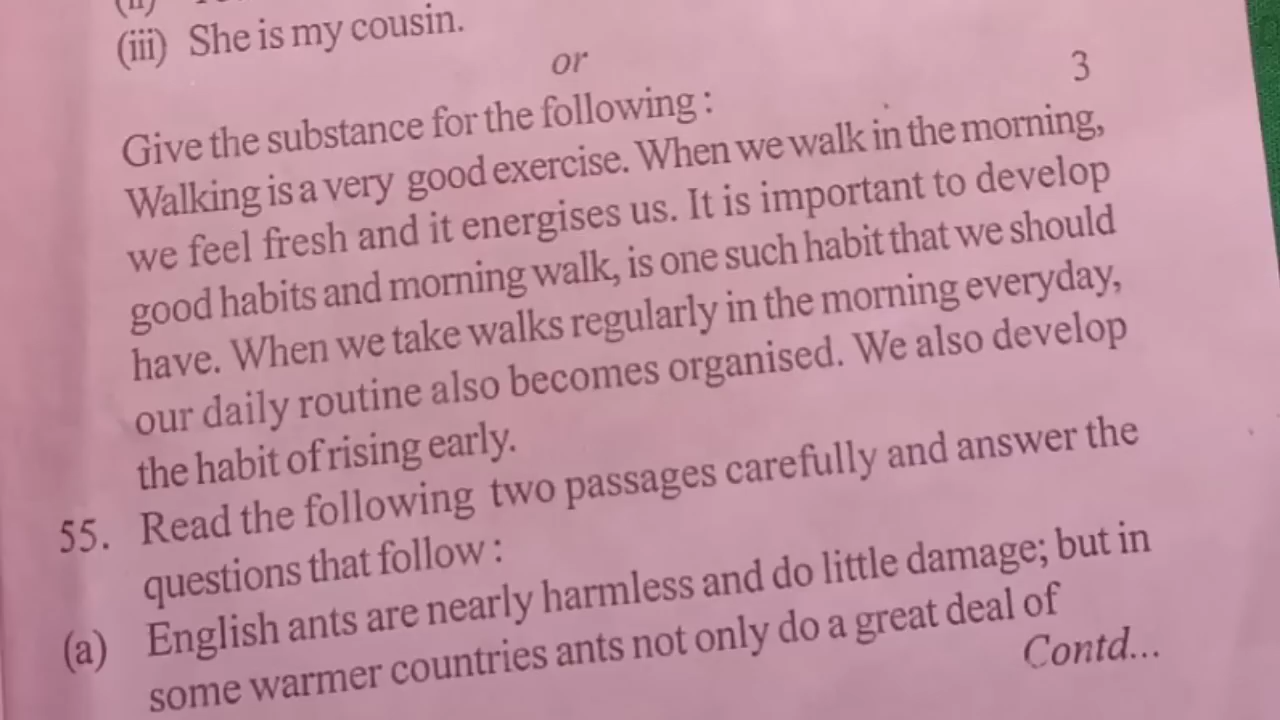 (iii) She is my cousin.
or
3
Give the substance for the following :
Walking is a very good exercise. When we walk in the morning,
we feel fresh and it energises us. It is important to develop
good habits and morning walk, is one such habit that we should
have. When we take walks regularly in the morning everyday,
our daily routine also becomes organised. We also develop
the habit of rising early.
55. Read the following two passages carefully and answer the
questions that follow :
(a) English ants are nearly harmless and do little damage; but in
some warmer countries ants not only do a great deal of
Contd...